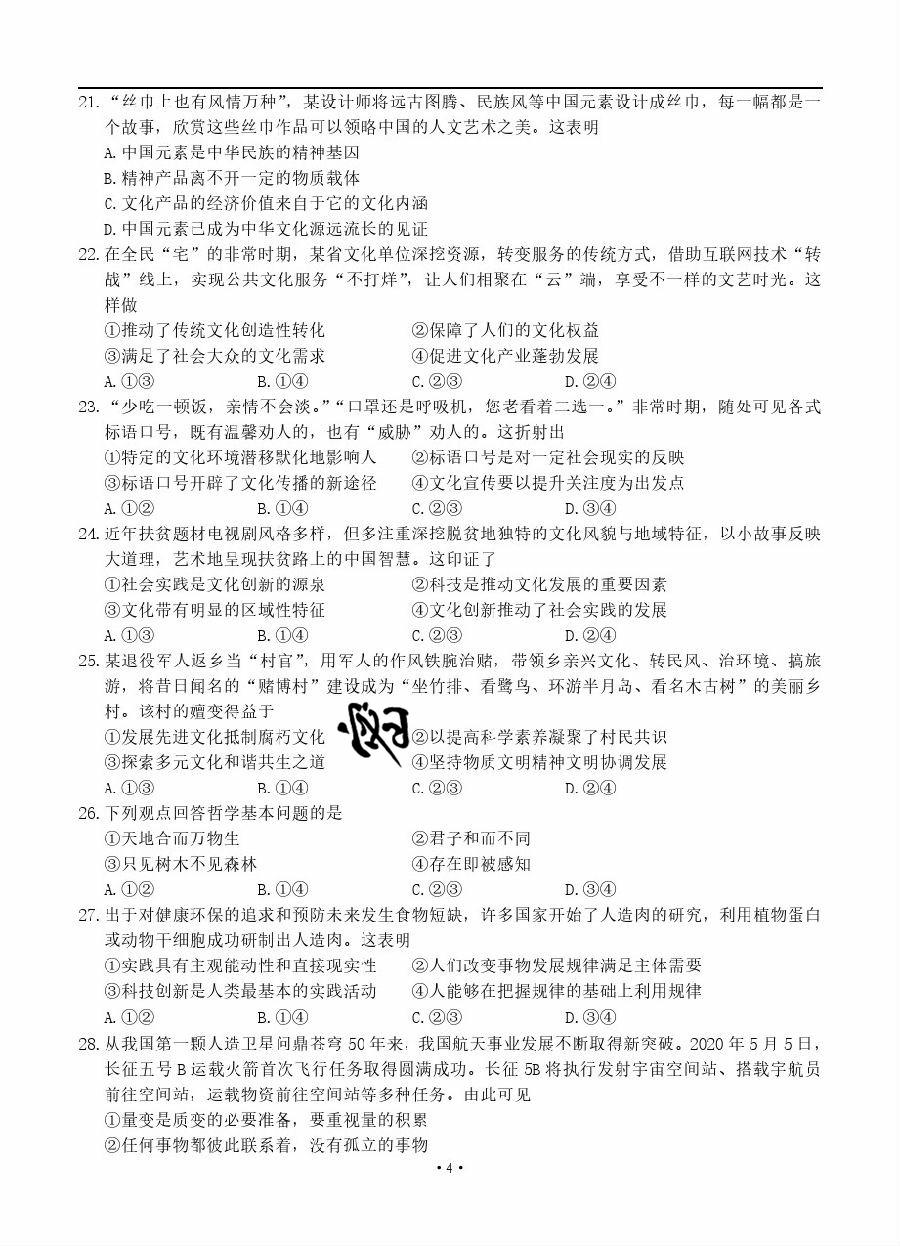 21. “丝巾上也有风情万种”，某设计师将远古图腾、民族风等中国元素设计成丝巾，每一幅都是一
个故事，欣赏这些丝巾作品可以领略中国的人文艺术之美。这表明
A. 中国元素是中华民族的精神基因
B. 精神产品离不开一定的物质载体
C. 文化产品的经济价值来自于它的文化内涵
D. 中国元素已成为中华文化源远流长的见证
22. 在全民“宅”的非常时期，某省文化单位深挖资源，转变服务的传统方式，借助互联网技术“转
战”线上，实现公共文化服务“不打烊”，让人们相聚在“云”端，享受不一样的文艺时光。这
样做
①推动了传统文化创造性转化 ②保障了人们的文化权益
③满足了社会大众的文化需求 ④促进文化产业蓬勃发展
A. ①③ B. ①④ C. ②③ D. ②④
23. “少吃一顿饭，亲情不会淡。”“口罩还是呼吸机，您老看着二选一。”非常时期，随处可见各式
标语口号，既有温馨劝人的，也有“威胁”劝人的。这折射出
①特定的文化环境潜移默化地影响人 ②标语口号是对一定社会现实的反映
③标语口号开辟了文化传播的新途径 ④文化宣传要以提升关注度为出发点
A. ①② B. ①④ C. ②③ D. ③④
24. 近年扶贫题材电视剧风格多样，但多注重深挖脱贫地独特的文化风貌与地域特征，以小故事反映
大道理，艺术地呈现扶贫路上的中国智慧。这印证了
①社会实践是文化创新的源泉 ②科技是推动文化发展的重要因素
③文化带有明显的区域性特征 ④文化创新推动了社会实践的发展
A. ①③ B. ①④ C. ②③ D. ②④
25. 某退役军人返乡当“村官”，用军人的作风铁腕治赌，带领乡亲兴文化、转民风、治环境、搞旅
游，将昔日闻名的“赌博村”建设成为“坐竹排、看鹭鸟、环游半月岛、看名木古树”的美丽乡
村。该村的嬗变得益于
①发展先进文化抵制腐朽文化 ②以提高科学素养凝聚了村民共识
③探索多元文化和谐共生之道 ④坚持物质文明精神文明协调发展
A. ①③ B. ①④ C. ②③ D. ②④
26. 下列观点回答哲学基本问题的是
①天地合而万物生 ②君子和而不同
③只见树木不见森林 ④存在即被感知
A. ①② B. ①④ C. ②③ D. ③④
27. 出于对健康环保的追求和预防未来发生食物短缺，许多国家开始了人造肉的研究，利用植物蛋白
或动物干细胞成功研制出人造肉。这表明
①实践具有主观能动性和直接现实性 ②人们改变事物发展规律满足主体需要
③科技创新是人类最基本的实践活动 ④人能够在把握规律的基础上利用规律
A. ①② B. ①④ C. ②③ D. ③④
28. 从我国第一颗人造卫星问鼎苍穹 50 年来，我国航天事业发展不断取得新突破。2020 年 5 月 5 日，
长征五号 B 运载火箭首次飞行任务取得圆满成功。长征 5B 将执行发射宇宙空间站、搭载宇航员
前往空间站，运载物资前往空间站等多种任务。由此可见
①量变是质变的必要准备，要重视量的积累
②任何事物都彼此联系着，没有孤立的事物
• 4 •